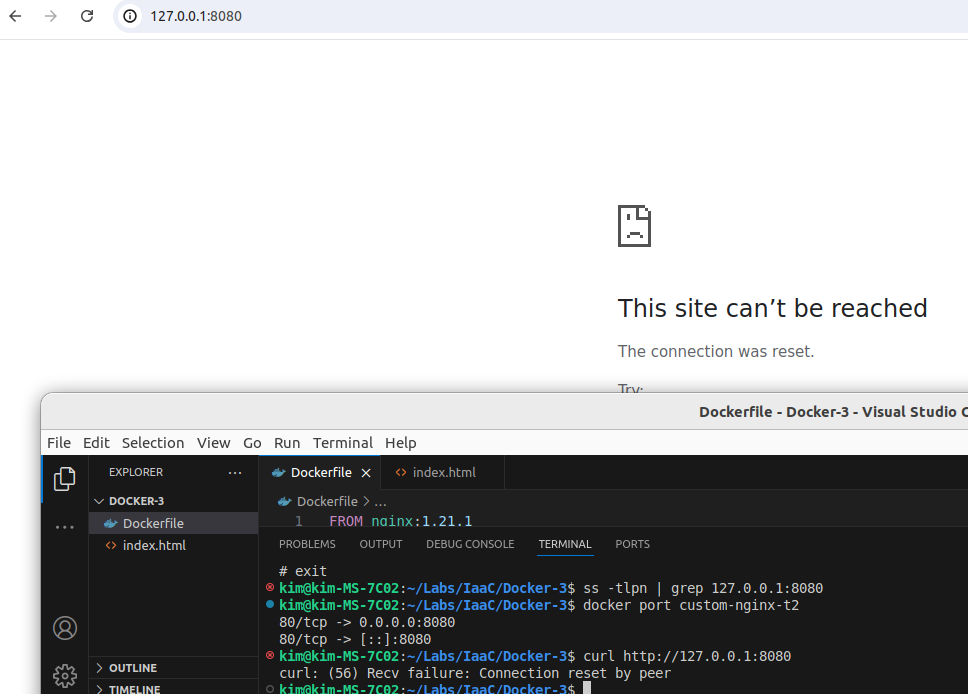 127.0.0.1:8080
This site can’t be reached
The connection was reset.
Try:
Dockerfile - Docker-3 - Visual Studio C
File Edit Selection View Go Run Terminal Help
EXPLORER ...
DOCKER-3
Dockerfile
index.html
OUTLINE
TIMELINE
Dockerfile index.html
Dockerfile > ...
1 FROM nginx:1.21.1
PROBLEMS OUTPUT DEBUG CONSOLE TERMINAL PORTS
# exit
kim@kim-MS-7C02:~/Labs/IaaC/Docker-3$ ss -tlpn | grep 127.0.0.1:8080
kim@kim-MS-7C02:~/Labs/IaaC/Docker-3$ docker port custom-nginx-t2
80/tcp -> 0.0.0.0:8080
80/tcp -> [::]:8080
kim@kim-MS-7C02:~/Labs/IaaC/Docker-3$ curl http://127.0.0.1:8080
curl: (56) Recv failure: Connection reset by peer
kim@kim-MS-7C02:~/Labs/IaaC/Docker-3$